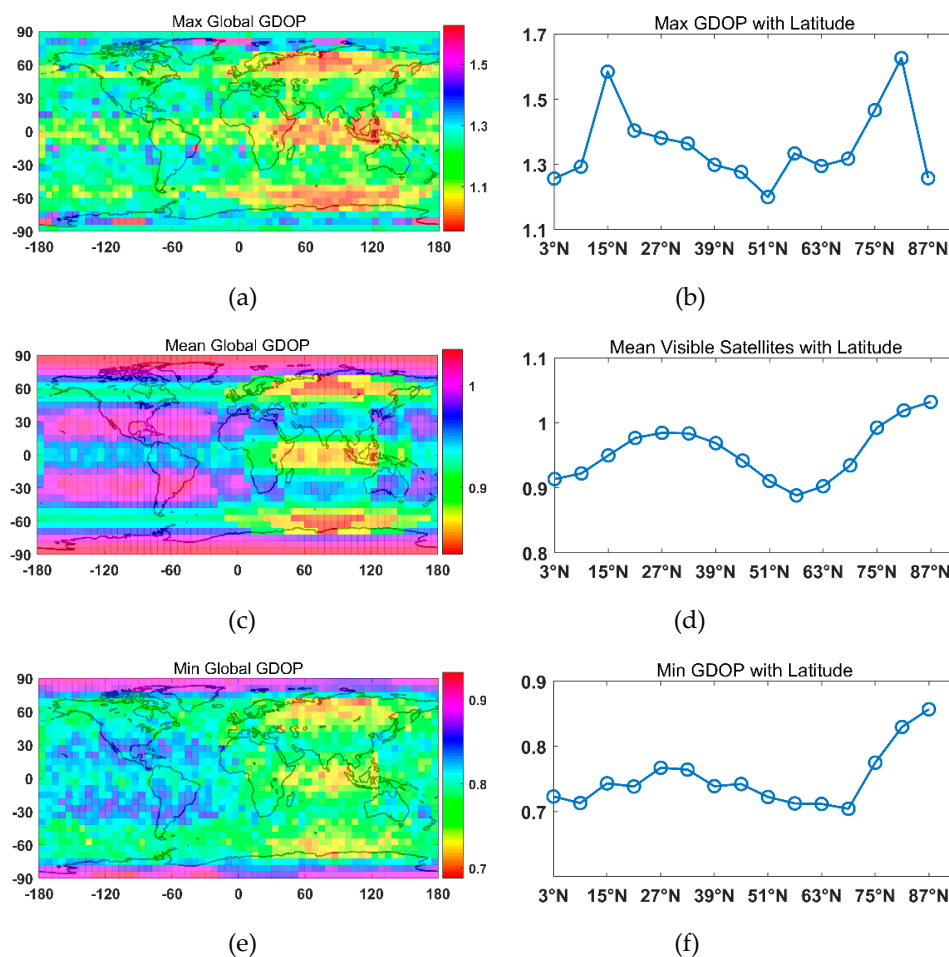 Max Global GDOP
90
60
30
0
-30
-60
-90
-180 -120 -60 0 60 120 180
1.5
1.3
1.1
(a)
Max GDOP with Latitude
1.7
1.5
1.3
1.1
3°N 15°N 27°N 39°N 51°N 63°N 75°N 87°N
(b)
Mean Global GDOP
90
60
30
0
-30
-60
-90
-180 -120 -60 0 60 120 180
1
0.9
(c)
Mean Visible Satellites with Latitude
1.1
1
0.9
0.8
3°N 15°N 27°N 39°N 51°N 63°N 75°N 87°N
(d)
Min Global GDOP
90
60
30
0
-30
-60
-90
-180 -120 -60 0 60 120 180
0.9
0.8
0.7
(e)
Min GDOP with Latitude
0.9
0.8
0.7
3°N 15°N 27°N 39°N 51°N 63°N 75°N 87°N
(f)